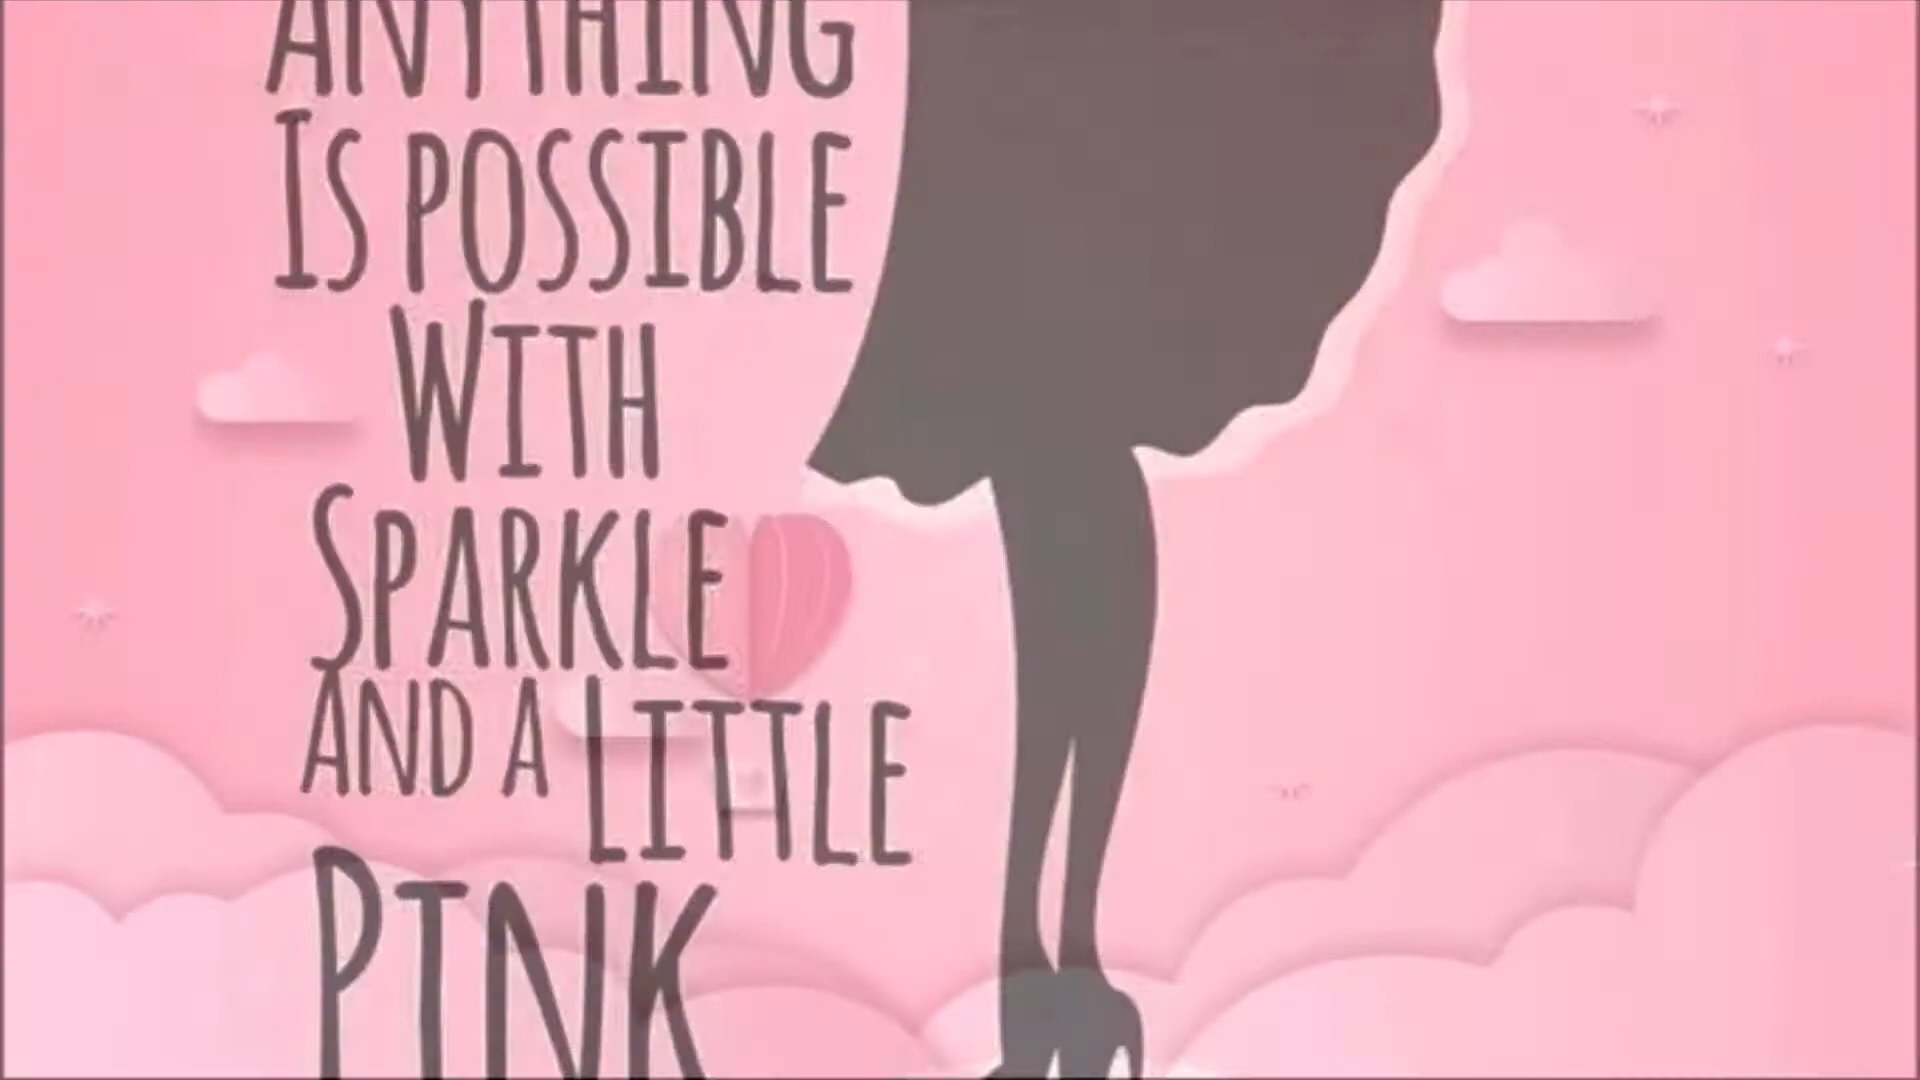 ANYTHING
IS POSSIBLE
WITH
SPARKLE
AND A LITTLE
PINK